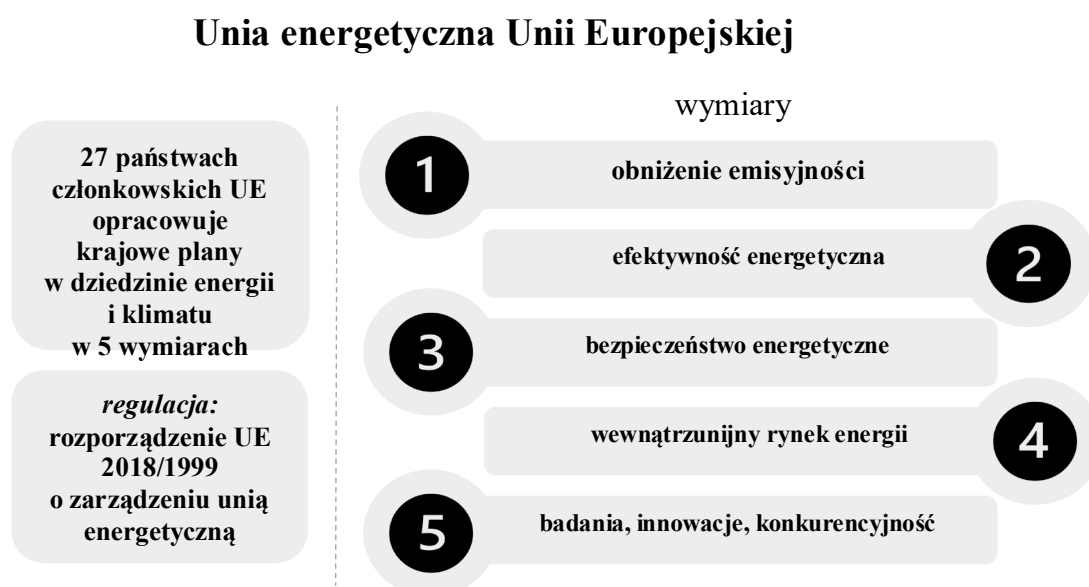 Unia energetyczna Unii Europejskiej
27 państwach
członkowskich UE
opracowuje
krajowe plany
w dziedzinie energii
i klimatu
w 5 wymiarach
regulacja:
rozporządzenie UE
2018/1999
o zarządzeniu unią
energetyczną
wymiary
1
obniżenie emisyjności
efektywność energetyczna
2
3
bezpieczeństwo energetyczne
wewnątrzunijny rynek energii
4
5
badania, innowacje, konkurencyjność